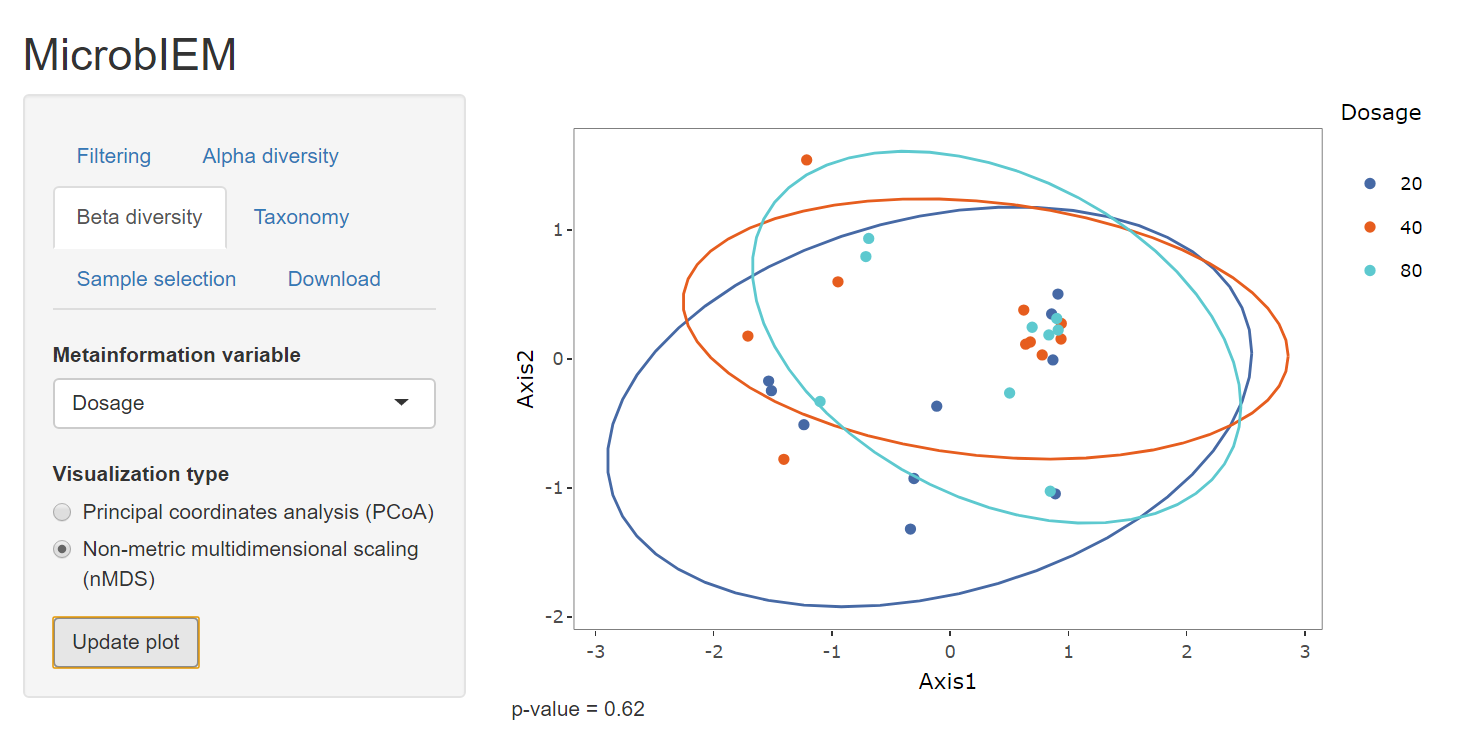 MicrobIEM
Filtering
Alpha diversity
Beta diversity
Taxonomy
Sample selection
Download
Metainformation variable
Dosage
Visualization type
Principal coordinates analysis (PCoA)
Non-metric multidimensional scaling
(nMDS)
Update plot
Axis2
1
0
-1
-2
-3
-2
-1
0
1
2
3
Axis1
p-value = 0.62
Dosage
20
40
80